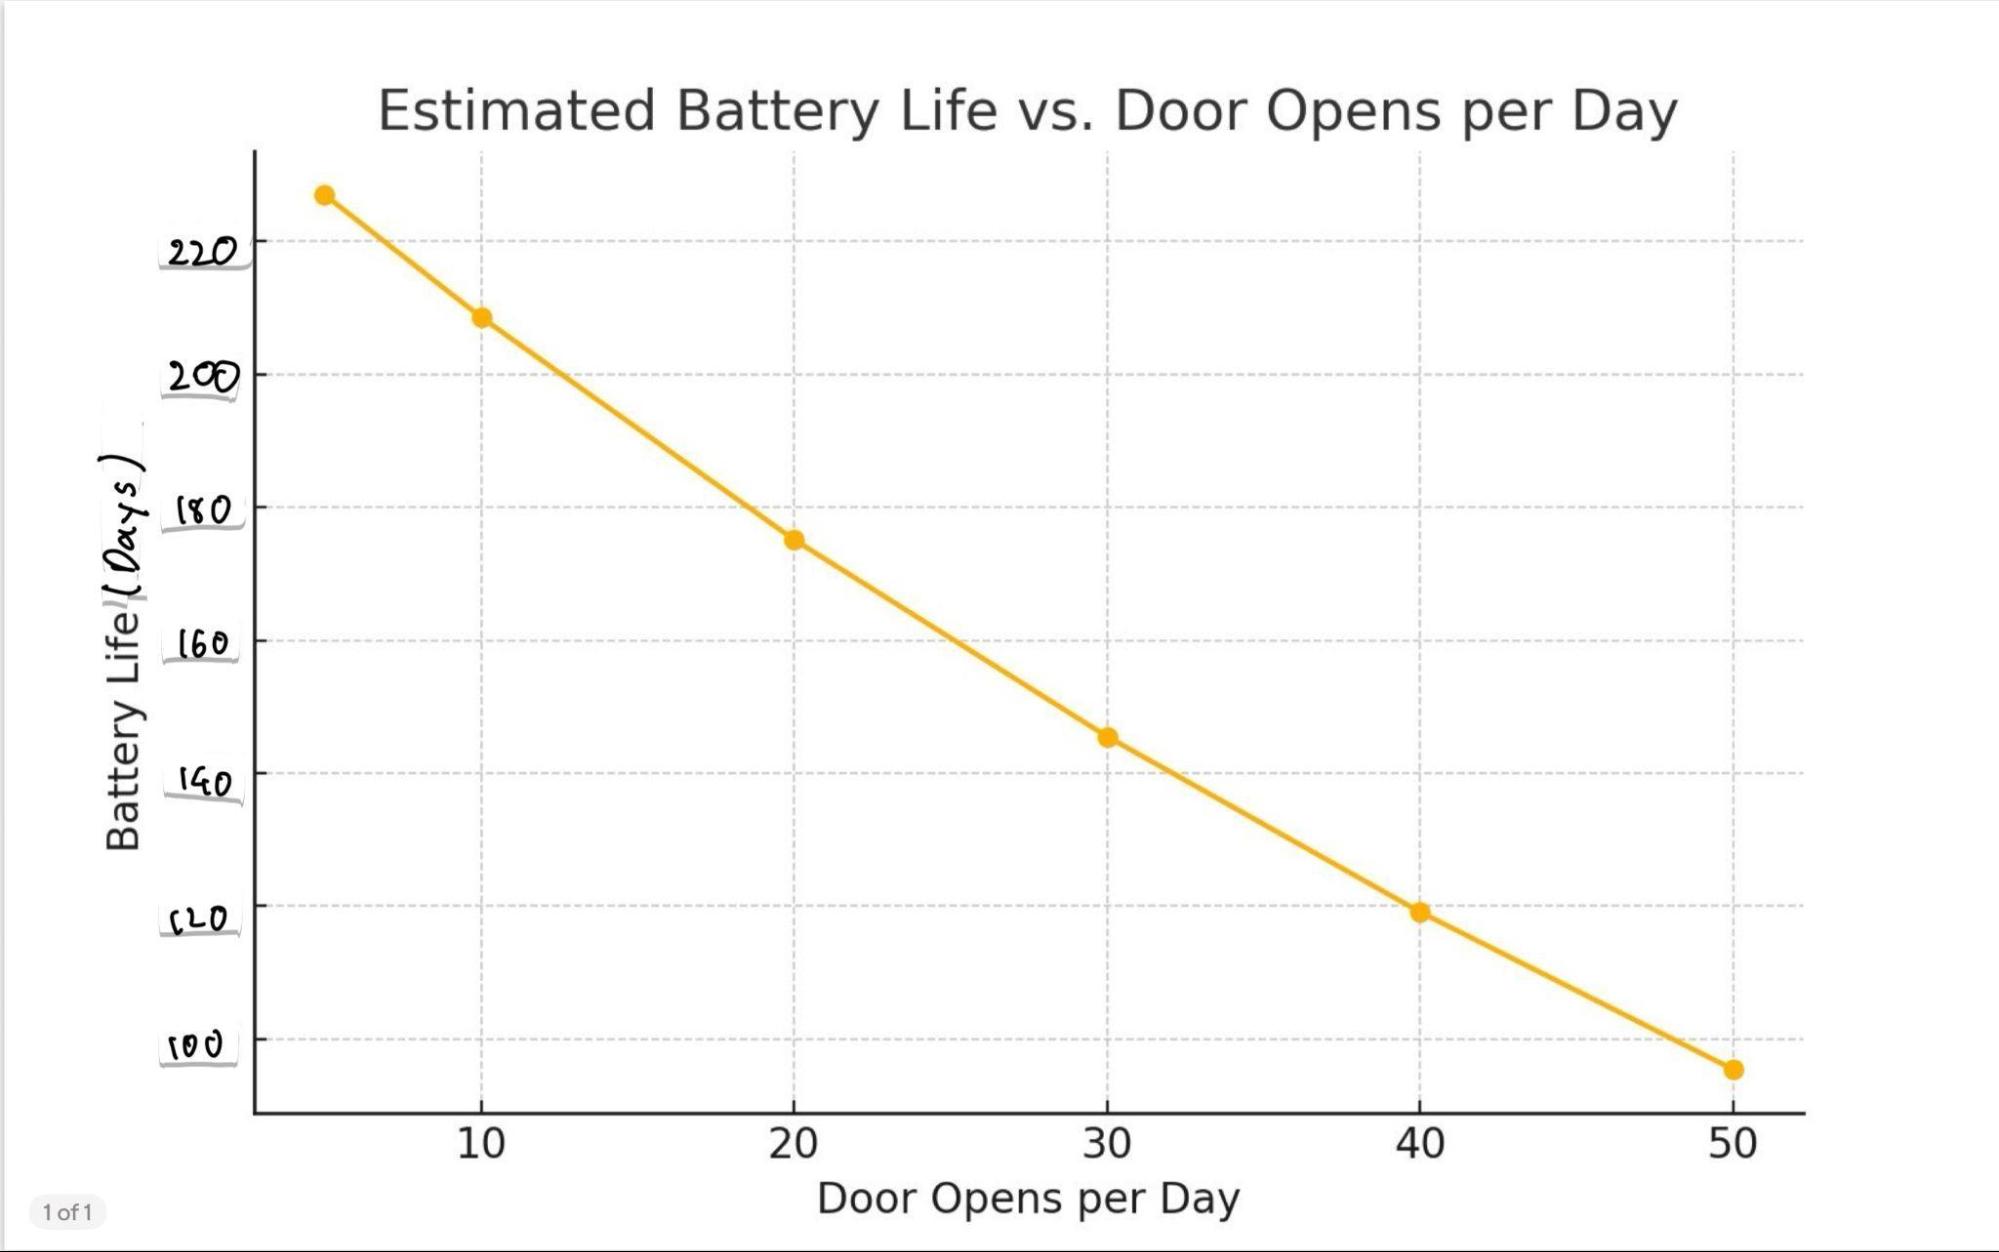 Estimated Battery Life vs. Door Opens per Day
220
200
180
160
140
120
100
Battery Life (Days)
10 20 30 40 50
Door Opens per Day
1 of 1